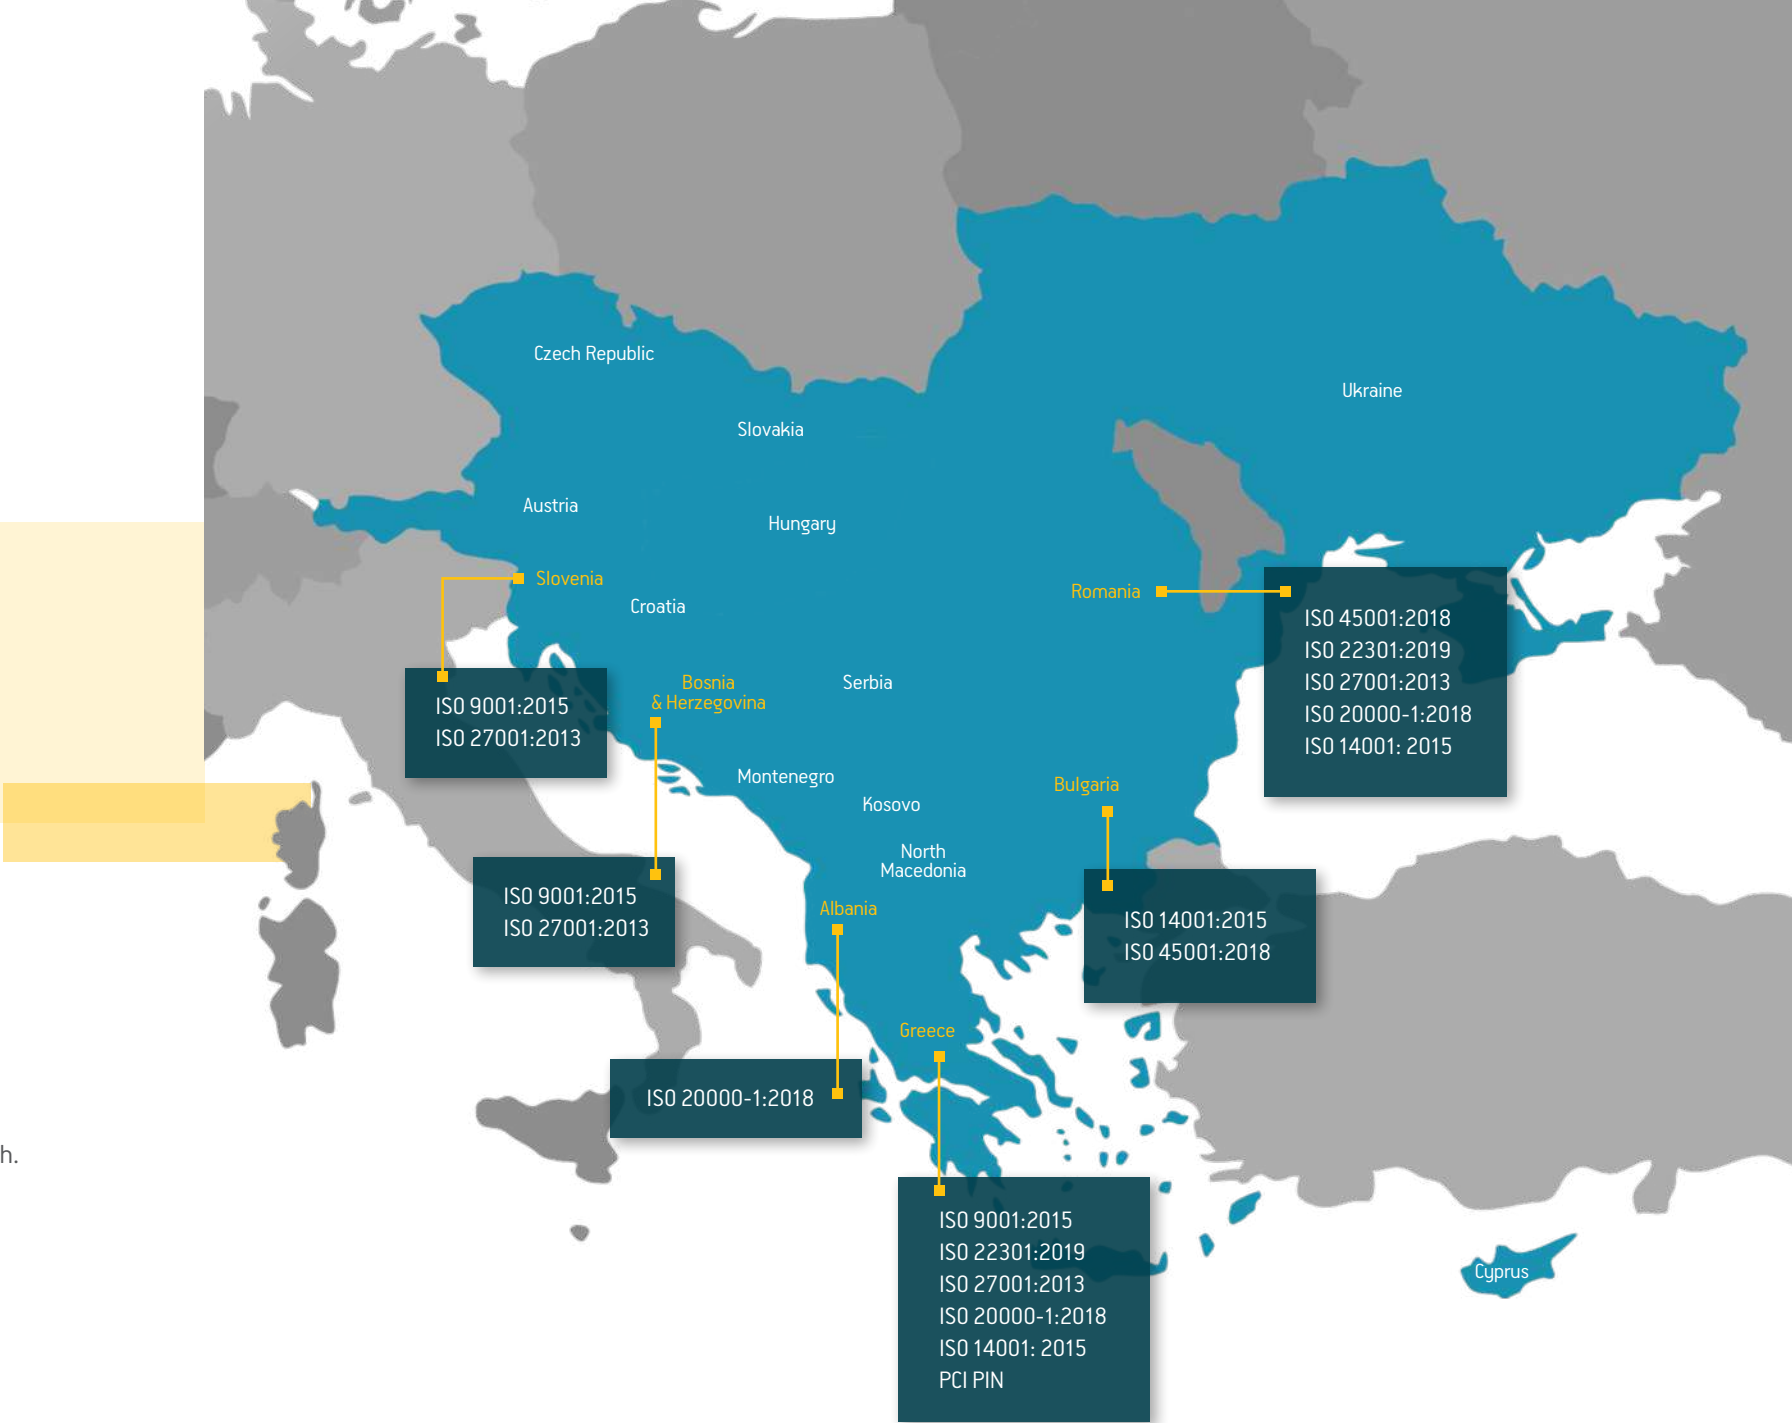 Czech Republic
Ukraine
Slovakia
Austria
Hungary
Slovenia
Croatia
Romania
ISO 45001:2018
ISO 22301:2019
ISO 27001:2013
ISO 20000-1:2018
ISO 14001: 2015
ISO 9001:2015
ISO 27001:2013
Bosnia
& Herzegovina
Serbia
Montenegro
Kosovo
Bulgaria
North
Macedonia
ISO 9001:2015
ISO 27001:2013
Albania
ISO 14001:2015
ISO 45001:2018
Greece
ISO 20000-1:2018
h.
ISO 9001:2015
ISO 22301:2019
ISO 27001:2013
ISO 20000-1:2018
ISO 14001: 2015
PCI PIN
Cyprus